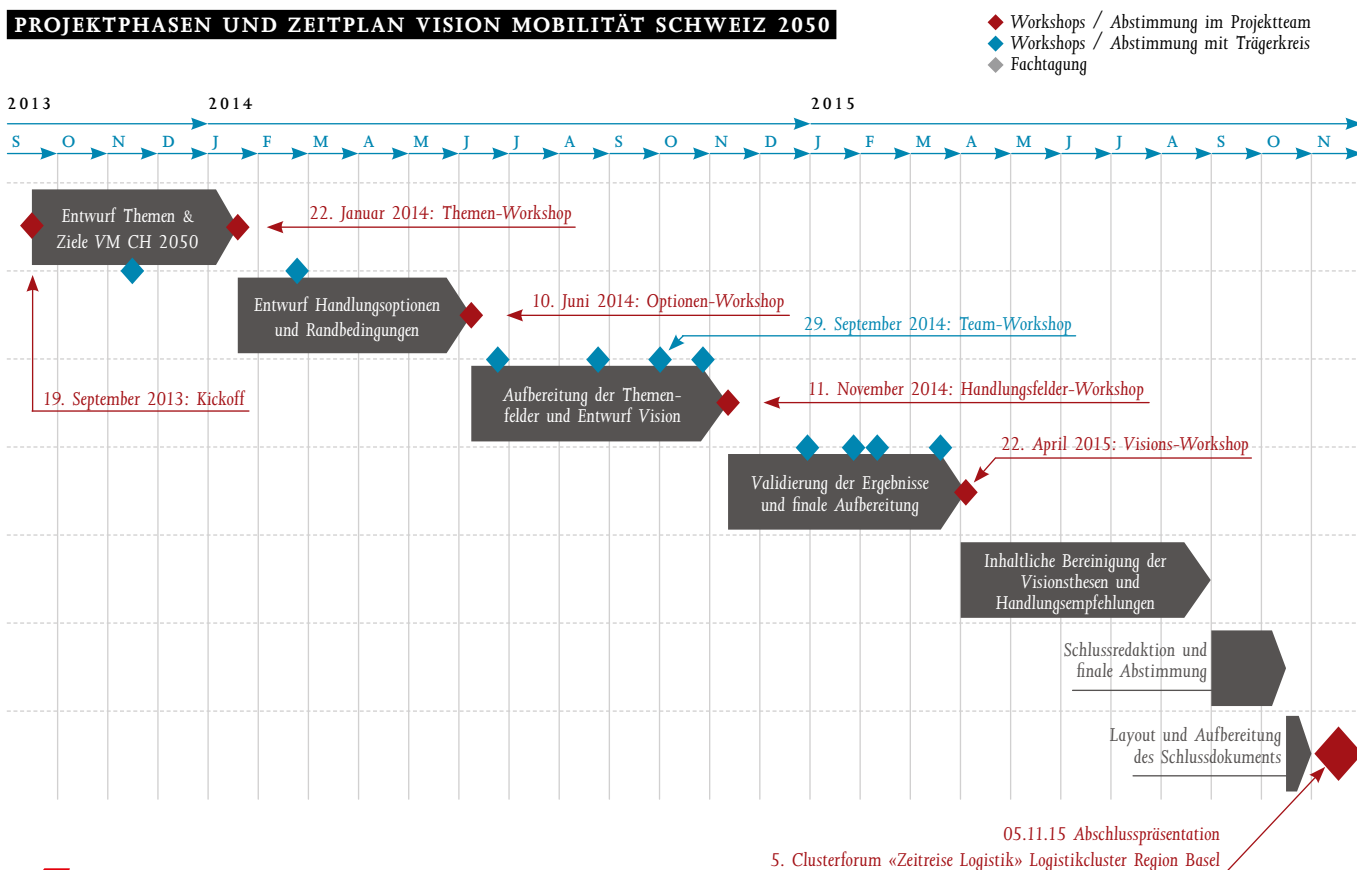 PROJEKTPHASEN UND ZEITPLAN VISION MOBILITÄT SCHWEIZ 2050
Workshops / Abstimmung im Projektteam
Workshops / Abstimmung mit Trägerkreis
Fachtagung
2013 2014 2015
S O N D J F M A M J J A S O N D J F M A M J J A S O N
Entwurf Themen &
Ziele VM CH 2050
22. Januar 2014: Themen-Workshop
Entwurf Handlungsoptionen
und Randbedingungen
10. Juni 2014: Optionen-Workshop
29. September 2014: Team-Workshop
19. September 2013: Kickoff
Aufbereitung der Themen-
felder und Entwurf Vision
11. November 2014: Handlungsfelder-Workshop
22. April 2015: Visions-Workshop
Validierung der Ergebnisse
und finale Aufbereitung
Inhaltliche Bereinigung der
Visionsthesen und
Handlungsempfehlungen
Schlussredaktion und
finale Abstimmung
Layout und Aufbereitung
des Schlussdokuments
05.11.15 Abschlusspräsentation
5. Clusterforum «Zeitreise Logistik» Logistikcluster Region Basel